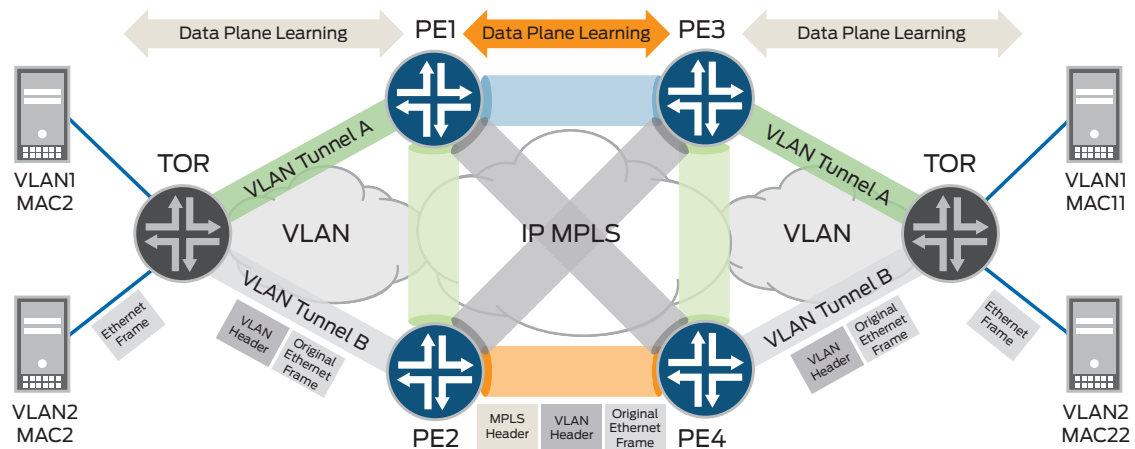 Data Plane Learning
PE1
Data Plane Learning
PE3
Data Plane Learning
VLAN1
MAC2
TOR
VLAN Tunnel A
VLAN
IP MPLS
VLAN
VLAN Tunnel A
TOR
VLAN1
MAC11
VLAN2
MAC2
Ethernet
Frame
VLAN Tunnel B
VLAN
Header
Original
Ethernet
Frame
PE2
MPLS
Header
VLAN
Header
Original
Ethernet
Frame
PE4
VLAN Tunnel B
VLAN
Header
Original
Ethernet
Frame
Ethernet
Frame
VLAN2
MAC22